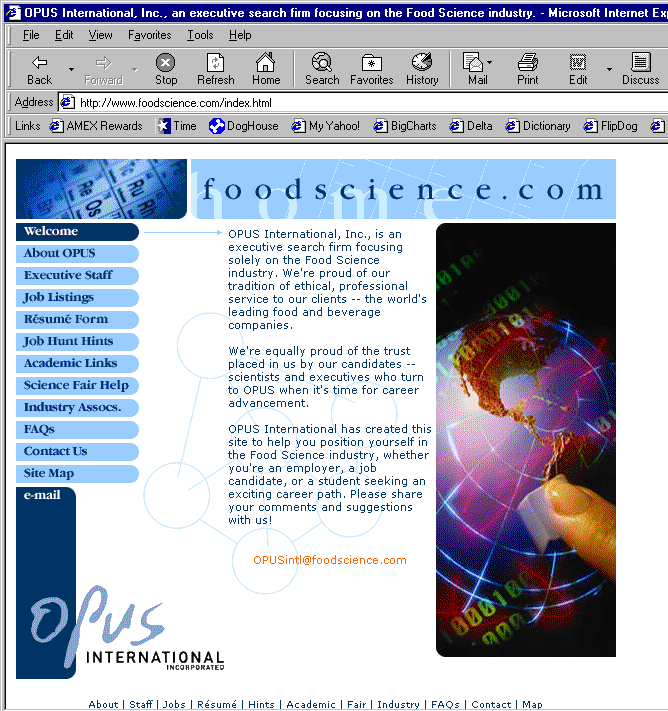 OPUS International, Inc., an executive search firm focusing on the Food Science industry. - Microsoft Internet Exp
File Edit View Favorites Tools Help
Back Forward Stop Refresh Home Search Favorites History Mail Print Edit Discuss
Address http://www.foodscience.com/index.html
Links AMEX Rewards Time DogHouse My Yahoo! BigCharts Delta Dictionary FlipDog
Re Ru
Os
foodscience.com
home
Welcome
About OPUS
Executive Staff
Job Listings
Résumé Form
Job Hunt Hints
Academic Links
Science Fair Help
Industry Assocs.
FAQs
Contact Us
Site Map
e-mail
OPUS International, Inc., is an
executive search firm focusing
solely on the Food Science
industry. We're proud of our
tradition of ethical, professional
service to our clients -- the world's
leading food and beverage
companies.
We're equally proud of the trust
placed in us by our candidates --
scientists and executives who turn
to OPUS when it's time for career
advancement.
OPUS International has created this
site to help you position yourself in
the Food Science industry, whether
you're an employer, a job
candidate, or a student seeking an
exciting career path. Please share
your comments and suggestions
with us!
OPUSintl@foodscience.com
opus
INTERNATIONAL
INCORPORATED
About | Staff | Jobs | Résumé | Hints | Academic | Fair | Industry | FAQs | Contact | Map